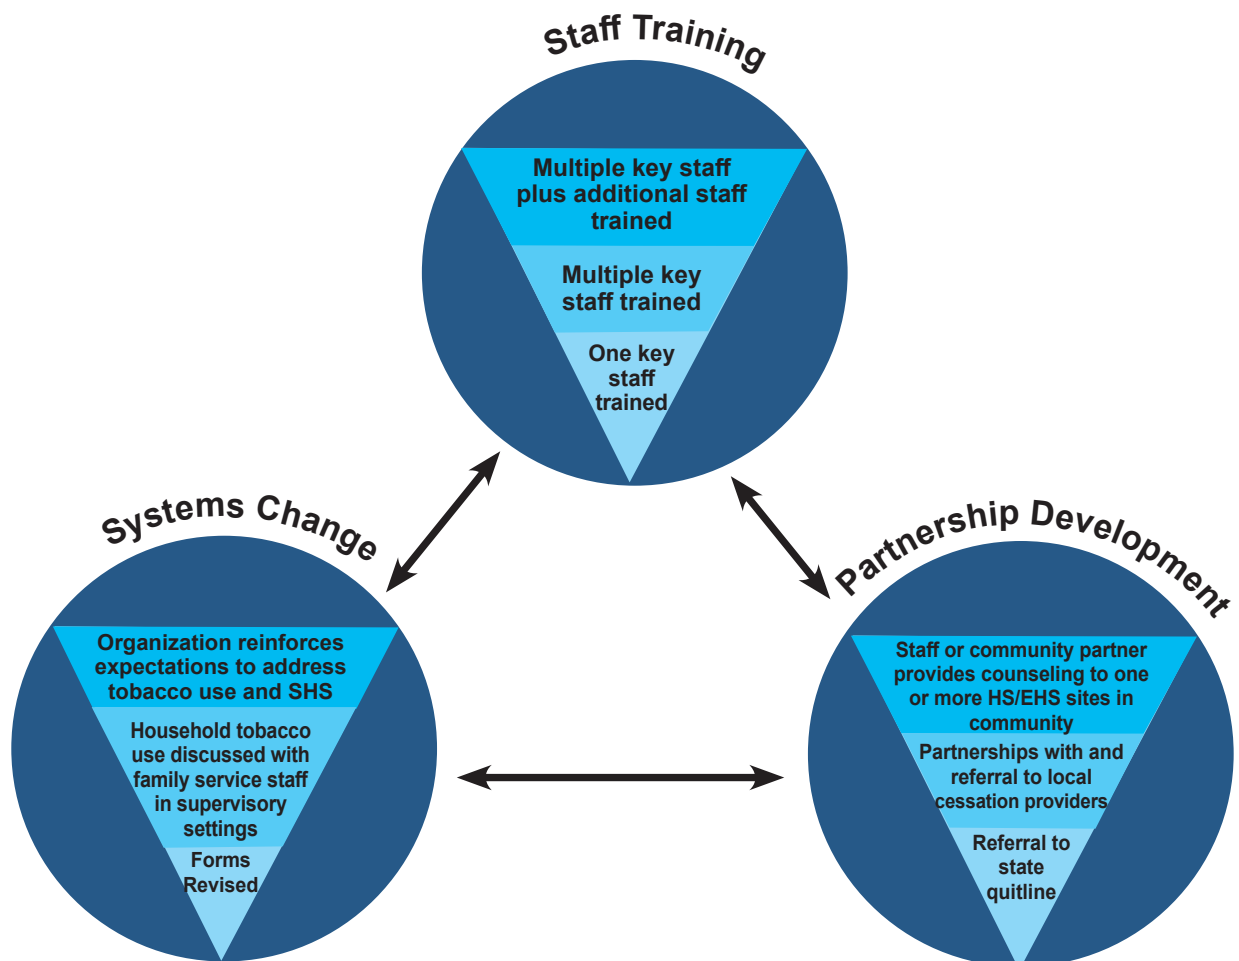 Staff Training
Multiple key staff
plus additional staff
trained
Multiple key
staff trained
One key
staff
trained
Systems Change
Organization reinforces
expectations to address
tobacco use and SHS
Household tobacco
use discussed with
family service staff
in supervisory
settings
Forms
Revised
Partnership Development
Staff or community partner
provides counseling to one
or more HS/EHS sites in
community
Partnerships with and
referral to local
cessation providers
Referral to
state
quitline